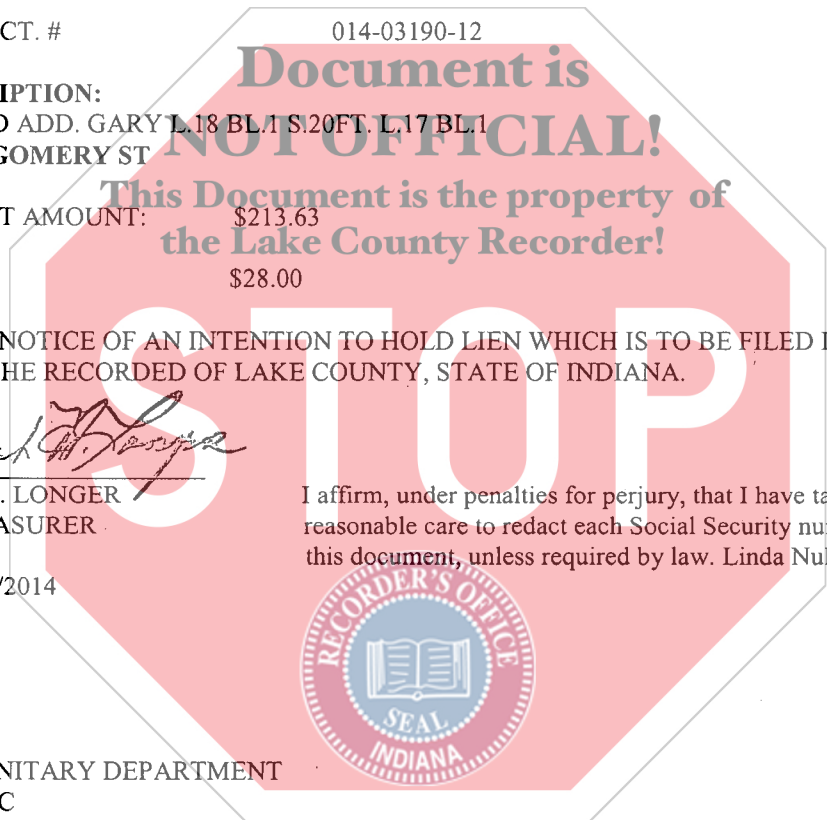 CT. # 014-03190-12
Document is
IPTION:
ADD. GARY L.18 BL.1 S.20FT. L.17 BL.1
NOT OFFICIAL!
GOMERY ST
This Document is the property of
T AMOUNT: $213.63
the Lake County Recorder!
$28.00
STOP
NOTICE OF AN INTENTION TO HOLD LIEN WHICH IS TO BE FILED I
HE RECORDED OF LAKE COUNTY, STATE OF INDIANA.
. LONGER I affirm, under penalties for perjury, that I have ta
ASURER reasonable care to redact each Social Security nu
this document, unless required by law. Linda Nu
/2014
RECORDER'S OFFICE
SEAL
INDIANA
NITARY DEPARTMENT
C